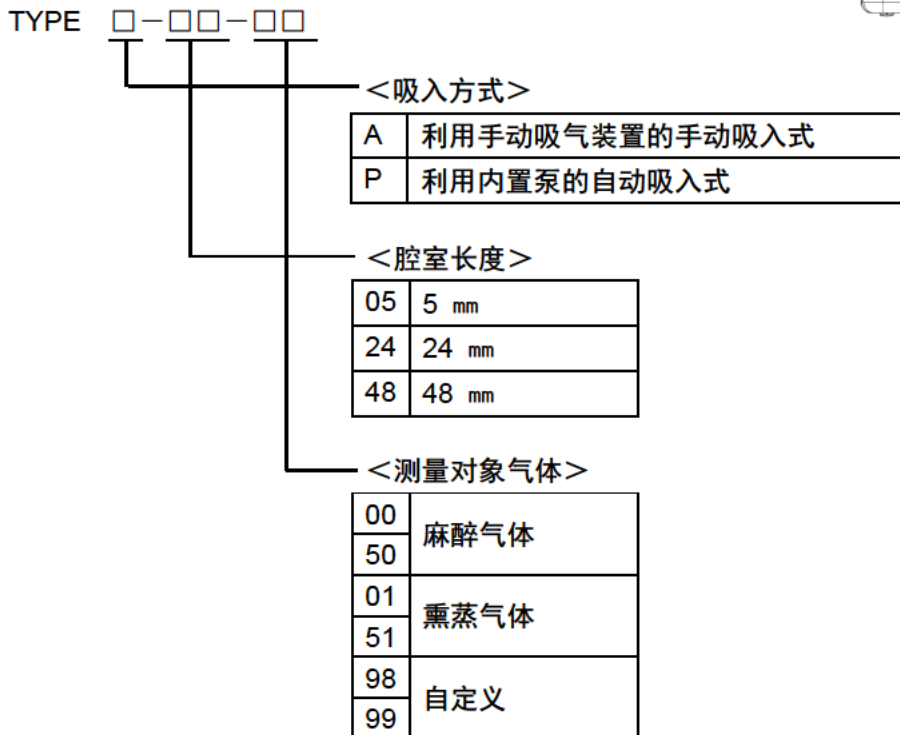 TYPE □－□□－□□
＜吸入方式＞
A 利用手动吸气装置的手动吸入式
P 利用内置泵的自动吸入式
＜腔室长度＞
05 5 ㎜
24 24 ㎜
48 48 ㎜
＜测量对象气体＞
00
麻醉气体
50
01
熏蒸气体
51
98
自定义
99